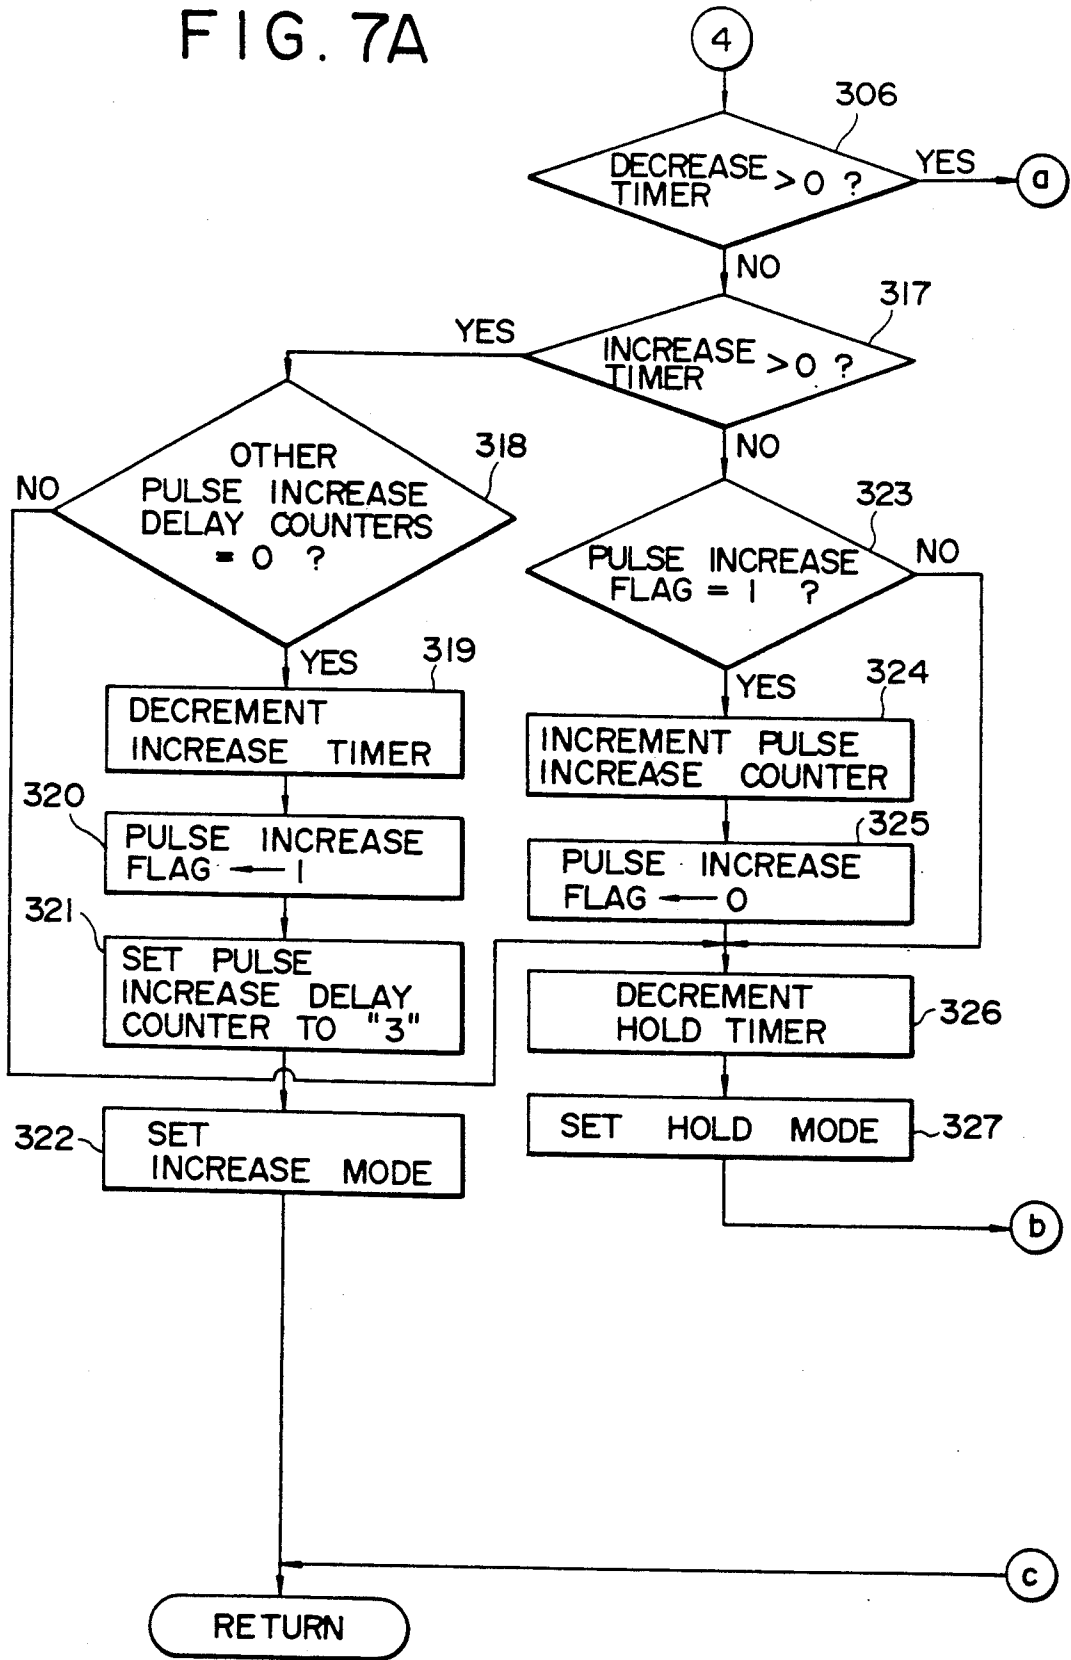 FIG. 7A
4
306
DECREASE
TIMER > 0 ?
YES
a
NO
317
YES
INCREASE
TIMER > 0 ?
NO
318
OTHER
PULSE INCREASE
DELAY COUNTERS
= 0 ?
NO
323
PULSE INCREASE
FLAG = 1 ?
NO
YES
319
DECREMENT
INCREASE TIMER
YES
324
INCREMENT PULSE
INCREASE COUNTER
320
PULSE INCREASE
FLAG ← 1
325
PULSE INCREASE
FLAG ← 0
321
SET PULSE
INCREASE DELAY
COUNTER TO "3"
DECREMENT
HOLD TIMER
326
322
SET
INCREASE MODE
SET HOLD MODE
327
b
c
RETURN